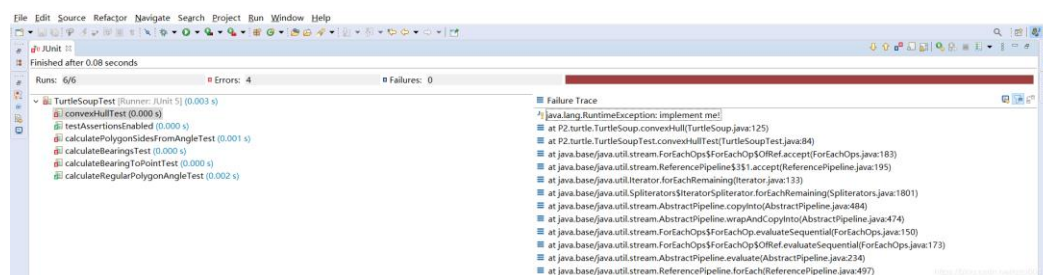 File Edit Source Refactor Navigate Search Project Run Window Help
JUnit
Finished after 0.08 seconds
Runs: 6/6 Errors: 4 Failures: 0
TurtleSoupTest [Runner: JUnit 5] (0.003 s)
convexHullTest (0.000 s)
testAssertionsEnabled (0.000 s)
calculatePolygonSidesFromAngleTest (0.001 s)
calculateBearingsTest (0.000 s)
calculateBearingToPointTest (0.000 s)
calculateRegularPolygonAngleTest (0.002 s)
Failure Trace
java.lang.RuntimeException: implement me!
at P2.turtle.TurtleSoup.convexHull(TurtleSoup.java:125)
at P2.turtle.TurtleSoupTest.convexHullTest(TurtleSoupTest.java:84)
at java.base/java.util.stream.ForEachOps$ForEachOp$OfRef.accept(ForEachOps.java:183)
at java.base/java.util.stream.ReferencePipeline$3$1.accept(ReferencePipeline.java:195)
at java.base/java.util.Iterator.forEachRemaining(Iterator.java:133)
at java.base/java.util.Spliterators$IteratorSpliterator.forEachRemaining(Spliterators.java:1801)
at java.base/java.util.stream.AbstractPipeline.copyInto(AbstractPipeline.java:484)
at java.base/java.util.stream.AbstractPipeline.wrapAndCopyInto(AbstractPipeline.java:474)
at java.base/java.util.stream.ForEachOps$ForEachOp.evaluateSequential(ForEachOps.java:150)
at java.base/java.util.stream.ForEachOps$ForEachOp$OfRef.evaluateSequential(ForEachOps.java:173)
at java.base/java.util.stream.AbstractPipeline.evaluate(AbstractPipeline.java:234)
at java.base/java.util.stream.ReferencePipeline.forEach(ReferencePipeline.java:497)